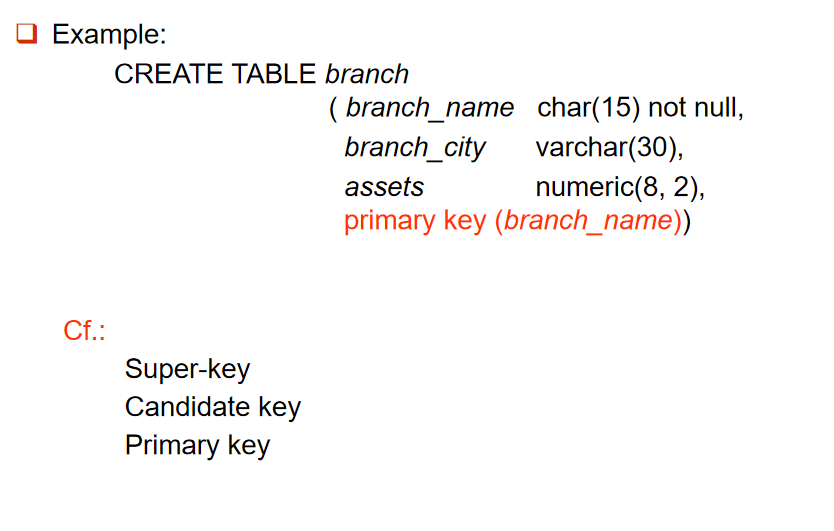 Example:
CREATE TABLE branch
( branch_name char(15) not null,
branch_city varchar(30),
assets numeric(8, 2),
primary key (branch_name))
Cf.:
Super-key
Candidate key
Primary key